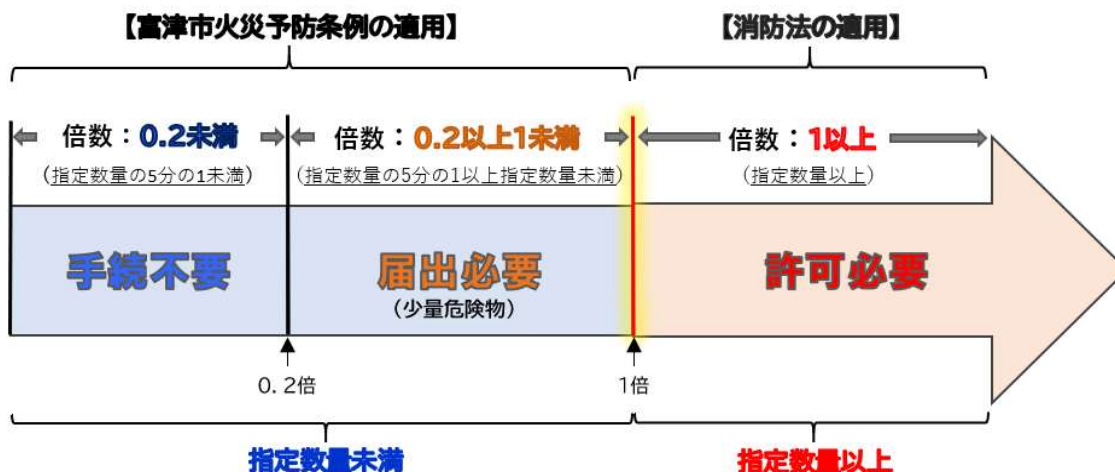 【富津市火災予防条例の適用】
【消防法の適用】
倍数：0.2未満
(指定数量の5分の1未満)
倍数：0.2以上1未満
(指定数量の5分の1以上指定数量未満)
倍数：1以上
(指定数量以上)
手続不要
届出必要
(少量危険物)
許可必要
0.2倍
1倍
指定数量未満
指定数量以上